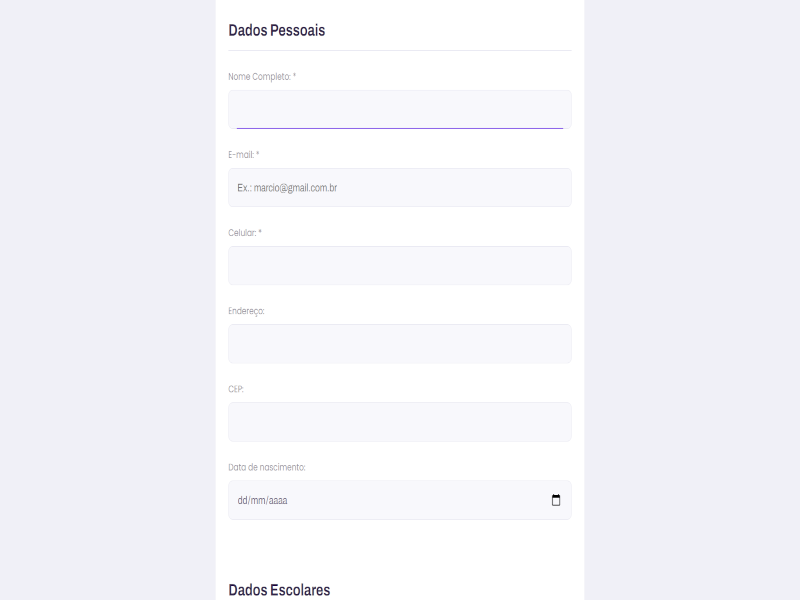 Dados Pessoais
Nome Completo: *
E-mail: *
Ex.: marcio@gmail.com.br
Celular: *
Endereço:
CEP:
Data de nascimento:
dd/mm/aaaa
Dados Escolares